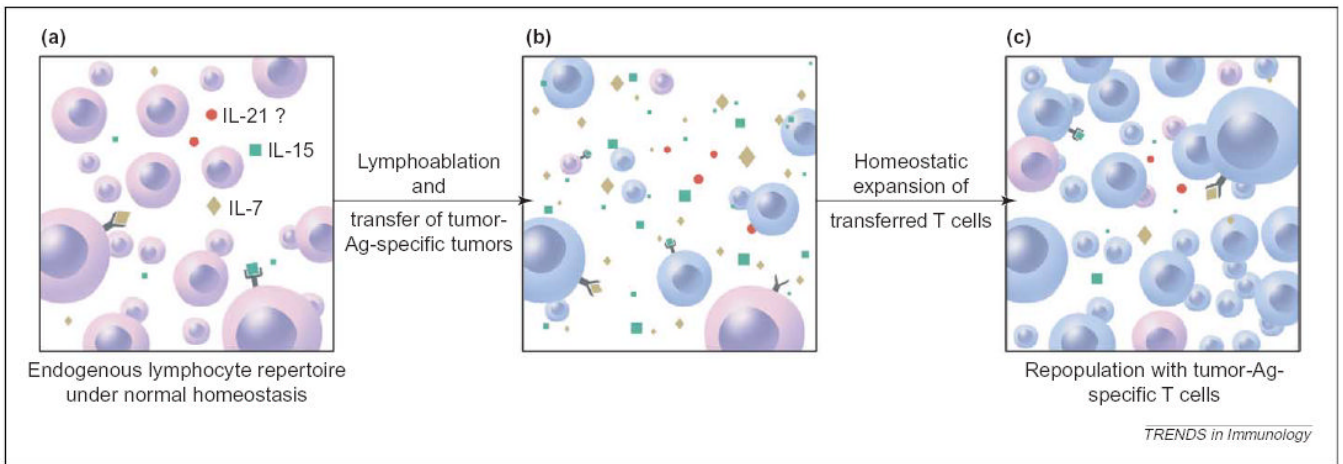 (a)
IL-21 ?
IL-15
IL-7
Endogenous lymphocyte repertoire
under normal homeostasis
Lymphoablation
and
transfer of tumor-
Ag-specific tumors
(b)
Homeostatic
expansion of
transferred T cells
(c)
Repopulation with tumor-Ag-
specific T cells
TRENDS in Immunology